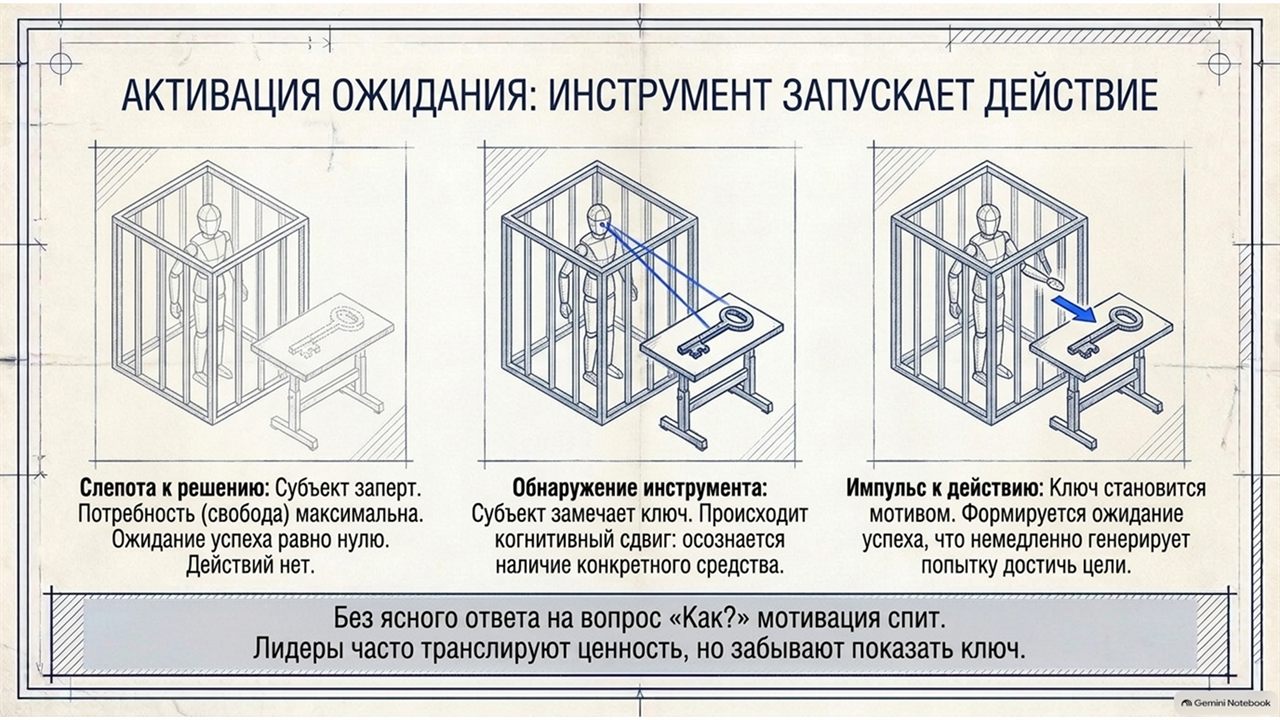 АКТИВАЦИЯ ОЖИДАНИЯ: ИНСТРУМЕНТ ЗАПУСКАЕТ ДЕЙСТВИЕ
Слепота к решению: Субъект заперт.
Потребность (свобода) максимальна.
Ожидание успеха равно нулю.
Действий нет.
Обнаружение инструмента:
Субъект замечает ключ. Происходит
когнитивный сдвиг: осознается
наличие конкретного средства.
Импульс к действию: Ключ становится
мотивом. Формируется ожидание
успеха, что немедленно генерирует
попытку достичь цели.
Без ясного ответа на вопрос «Как?» мотивация спит.
Лидеры часто транслируют ценность, но забывают показать ключ.
Gemini Notebook